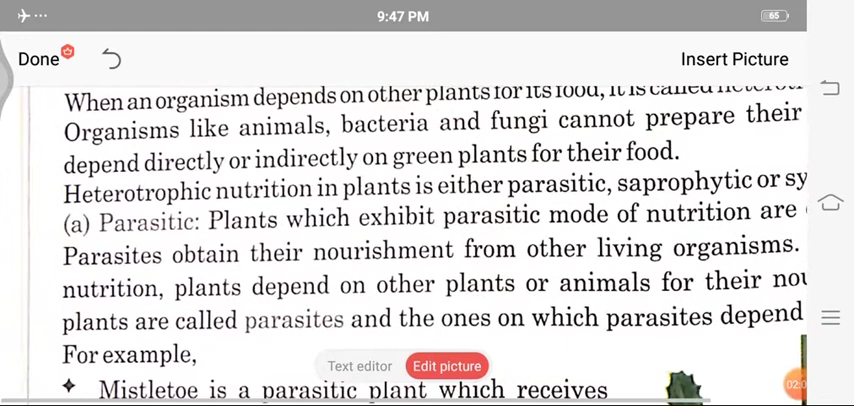 9:47 PM
65
Done
Insert Picture
When an organism depends on other plants for its food, it is called
Organisms like animals, bacteria and fungi cannot prepare their
depend directly or indirectly on green plants for their food.
Heterotrophic nutrition in plants is either parasitic, saprophytic or sy
(a) Parasitic: Plants which exhibit parasitic mode of nutrition are
Parasites obtain their nourishment from other living organisms.
nutrition, plants depend on other plants or animals for their nou
plants are called parasites and the ones on which parasites depend
For example,
Text editor
Edit picture
Mistletoe is a parasitic plant which receives